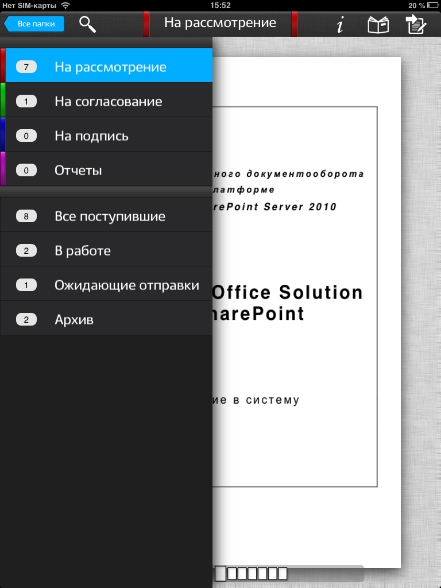 Нет SIM-карты 15:52 20 %
Все папки На рассмотрение i
7 На рассмотрение
1 На согласование
0 На подпись
0 Отчеты
8 Все поступившие
2 В работе
1 Ожидающие отправки
2 Архив
ного документооборота
латформе
rePoint Server 2010
Office Solution
harePoint
ие в систему